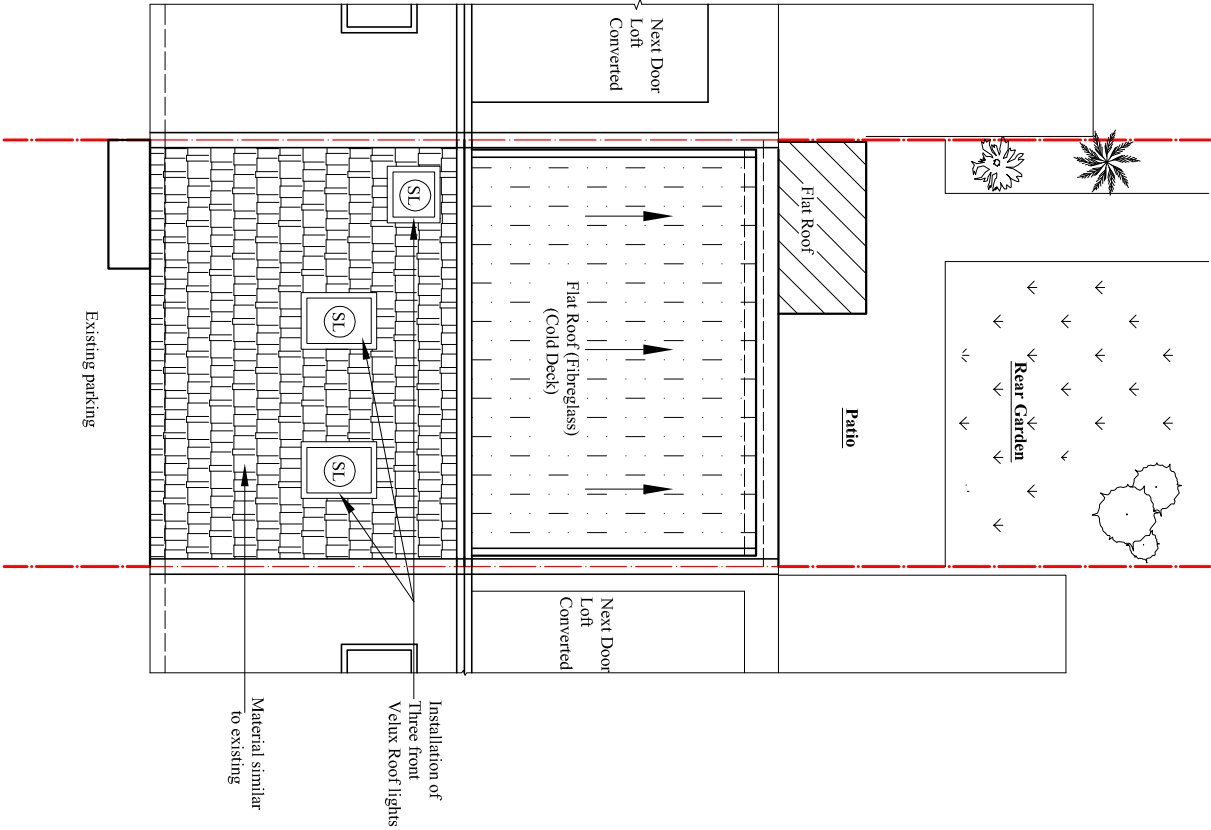 Next Door
Loft
Converted
Flat Roof
SL
SL
SL
Flat Roof (Fibreglass)
(Cold Deck)
Rear Garden
Patio
Existing parking
Next Door
Loft
Converted
Installation of
Three front
Velux Roof lights
Material similar
to existing